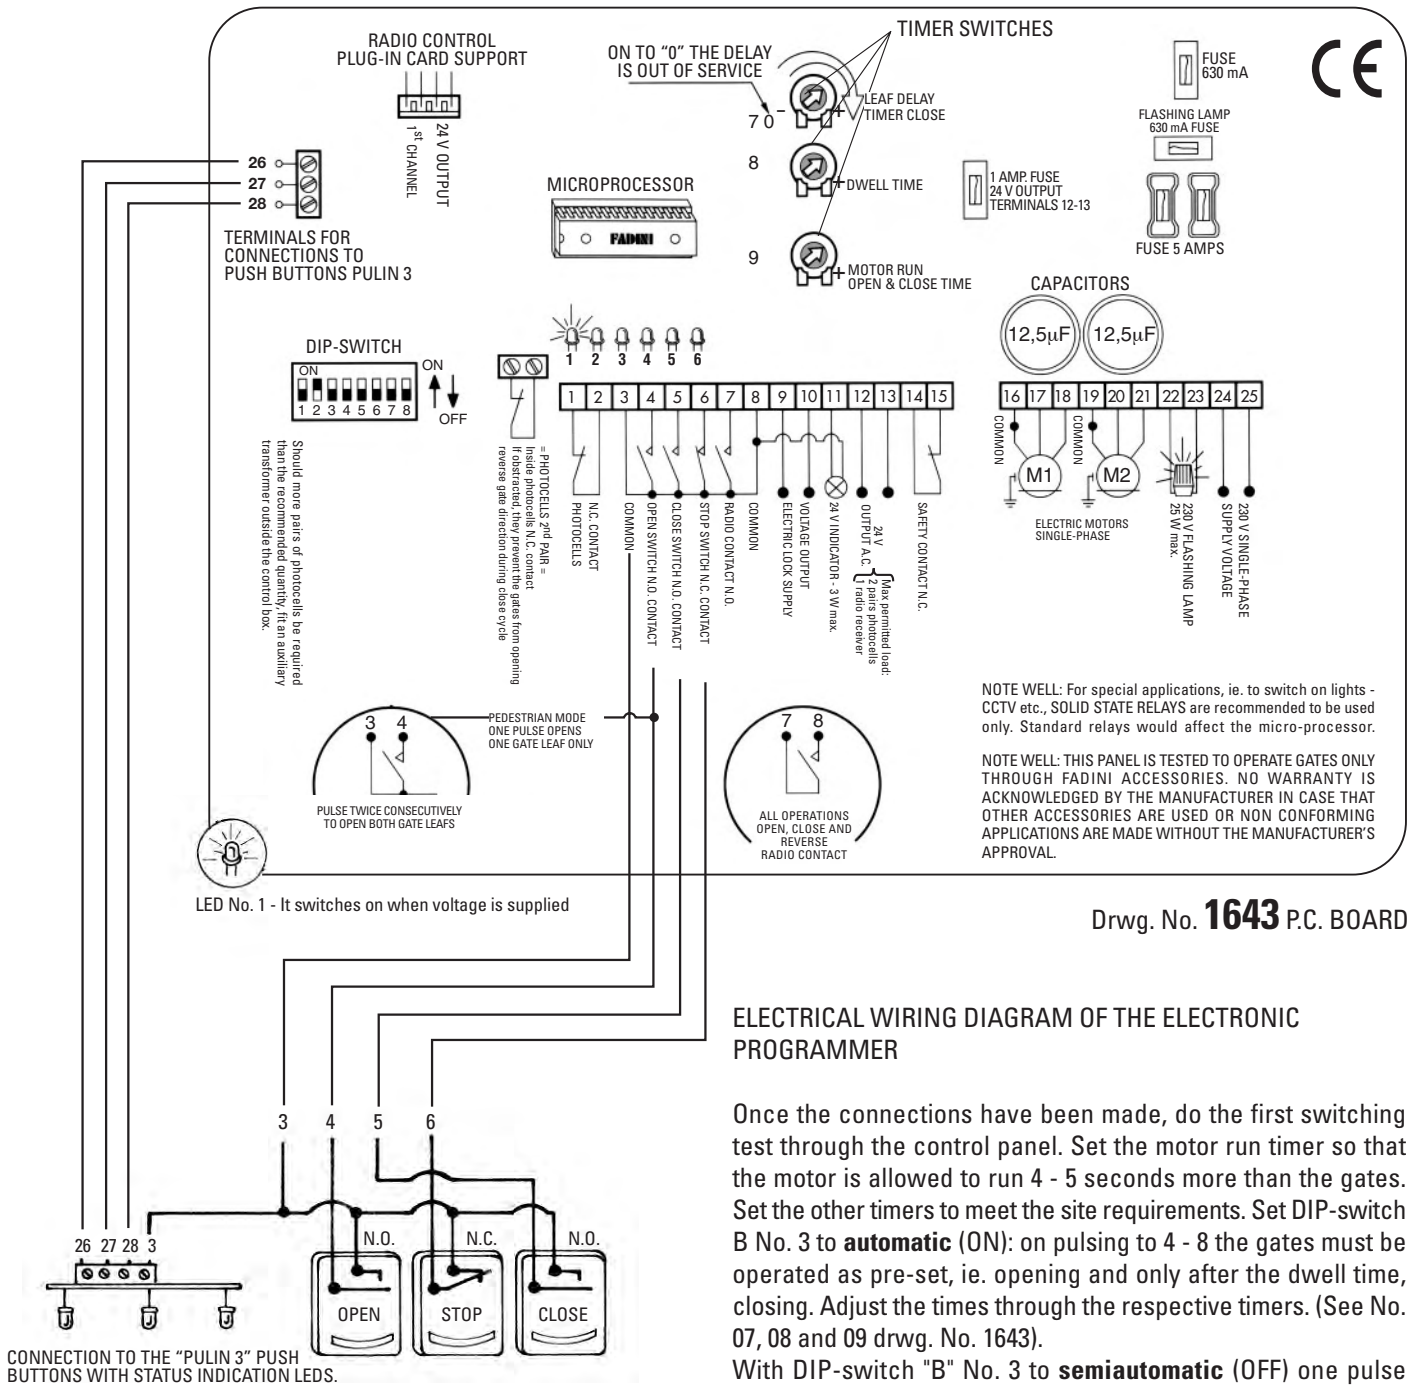 RADIO CONTROL
PLUG-IN CARD SUPPORT
1st CHANNEL
24 V OUTPUT
ON TO “0” THE DELAY
IS OUT OF SERVICE
TIMER SWITCHES
7 0 - +
LEAF DELAY
TIMER CLOSE
8
+ DWELL TIME
9
+ MOTOR RUN
OPEN & CLOSE TIME
FUSE
630 mA
CE
FLASHING LAMP
630 mA FUSE
1 AMP. FUSE
24 V OUTPUT
TERMINALS 12-13
FUSE 5 AMPS
26
27
28
TERMINALS FOR
CONNECTIONS TO
PUSH BUTTONS PULIN 3
MICROPROCESSOR
FADINI
CAPACITORS
12,5µF 12,5µF
DIP-SWITCH
ON
1 2 3 4 5 6 7 8
ON
OFF
1 2 3 4 5 6
1 2 3 4 5 6 7 8 9 10 11 12 13 14 15
16 17 18 19 20 21 22 23 24 25
Should more pairs of photocells be required
than the recommended quantity, fit an auxiliary
transformer outside the control box.
= PHOTOCELLS 2nd PAIR =
Inside photocells N.C. contact
If obstracted, they prevent the gates from opening
reverse gate direction during close cycle
PHOTOCELLS
N.C. CONTACT
COMMON
OPEN SWITCH N.O. CONTACT
CLOSE SWITCH N.O. CONTACT
STOP SWITCH N.C. CONTACT
RADIO CONTACT N.O.
COMMON
ELECTRIC LOCK SUPPLY
VOLTAGE OUTPUT
24 V INDICATOR - 3 W max.
OUTPUT A.C.
24 V
Max permitted load:
2 pairs photocells
1 radio receiver
SAFETY CONTACT N.C.
COMMON
M1
COMMON
M2
ELECTRIC MOTORS
SINGLE-PHASE
230 V FLASHING LAMP
25 W max.
SUPPLY VOLTAGE
230 V SINGLE-PHASE
3 4
PULSE TWICE CONSECUTIVELY
TO OPEN BOTH GATE LEAFS
PEDESTRIAN MODE
ONE PULSE OPENS
ONE GATE LEAF ONLY
7 8
ALL OPERATIONS
OPEN, CLOSE AND
REVERSE
RADIO CONTACT
NOTE WELL: For special applications, ie. to switch on lights -
CCTV etc., SOLID STATE RELAYS are recommended to be used
only. Standard relays would affect the micro-processor.
NOTE WELL: THIS PANEL IS TESTED TO OPERATE GATES ONLY
THROUGH FADINI ACCESSORIES. NO WARRANTY IS
ACKNOWLEDGED BY THE MANUFACTURER IN CASE THAT
OTHER ACCESSORIES ARE USED OR NON CONFORMING
APPLICATIONS ARE MADE WITHOUT THE MANUFACTURER'S
APPROVAL.
LED No. 1 - It switches on when voltage is supplied
Drwg. No. 1643 P.C. BOARD
3 4 5 6
26 27 28 3
N.O. N.C. N.O.
OPEN STOP CLOSE
CONNECTION TO THE “PULIN 3” PUSH
BUTTONS WITH STATUS INDICATION LEDS.
ELECTRICAL WIRING DIAGRAM OF THE ELECTRONIC
PROGRAMMER
Once the connections have been made, do the first switching
test through the control panel. Set the motor run timer so that
the motor is allowed to run 4 - 5 seconds more than the gates.
Set the other timers to meet the site requirements. Set DIP-switch
B No. 3 to automatic (ON): on pulsing to 4 - 8 the gates must be
operated as pre-set, ie. opening and only after the dwell time,
closing. Adjust the times through the respective timers. (See No.
07, 08 and 09 drwg. No. 1643).
With DIP-switch "B" No. 3 to semiautomatic (OFF) one pulse